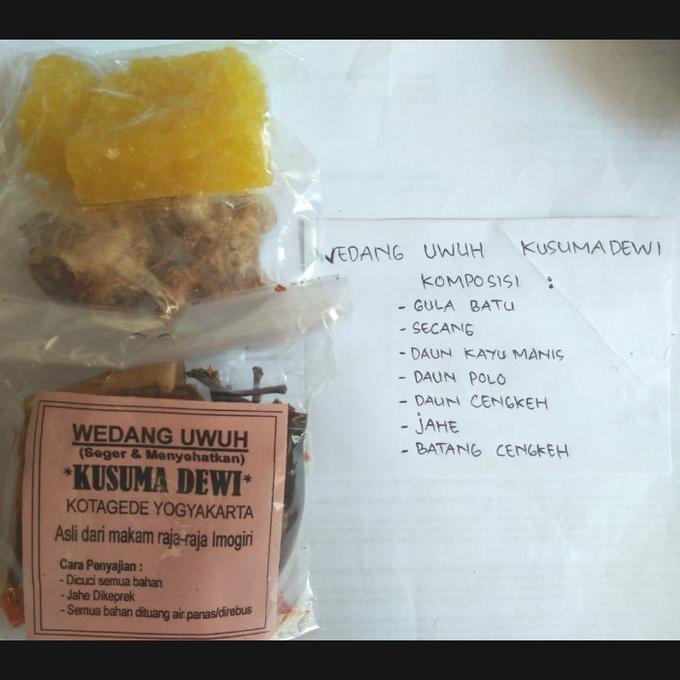 WEDANG UWUH
(Seger & Menyehatkan)
*KUSUMA DEWI*
KOTAGEDE YOGYAKARTA
Asli dari makam raja-raja Imogiri
Cara Penyajian :
- Dicuci semua bahan
- Jahe Dikeprek
- Semua bahan dituang air panas/direbus
WEDANG UWUH KUSUMADEWI
KOMPOSISI :
- GULA BATU
- SECANG
- DAUN KAYU MANIS
- DAUN POLO
- DAUN CENGKEH
- JAHE
- BATANG CENGKEH